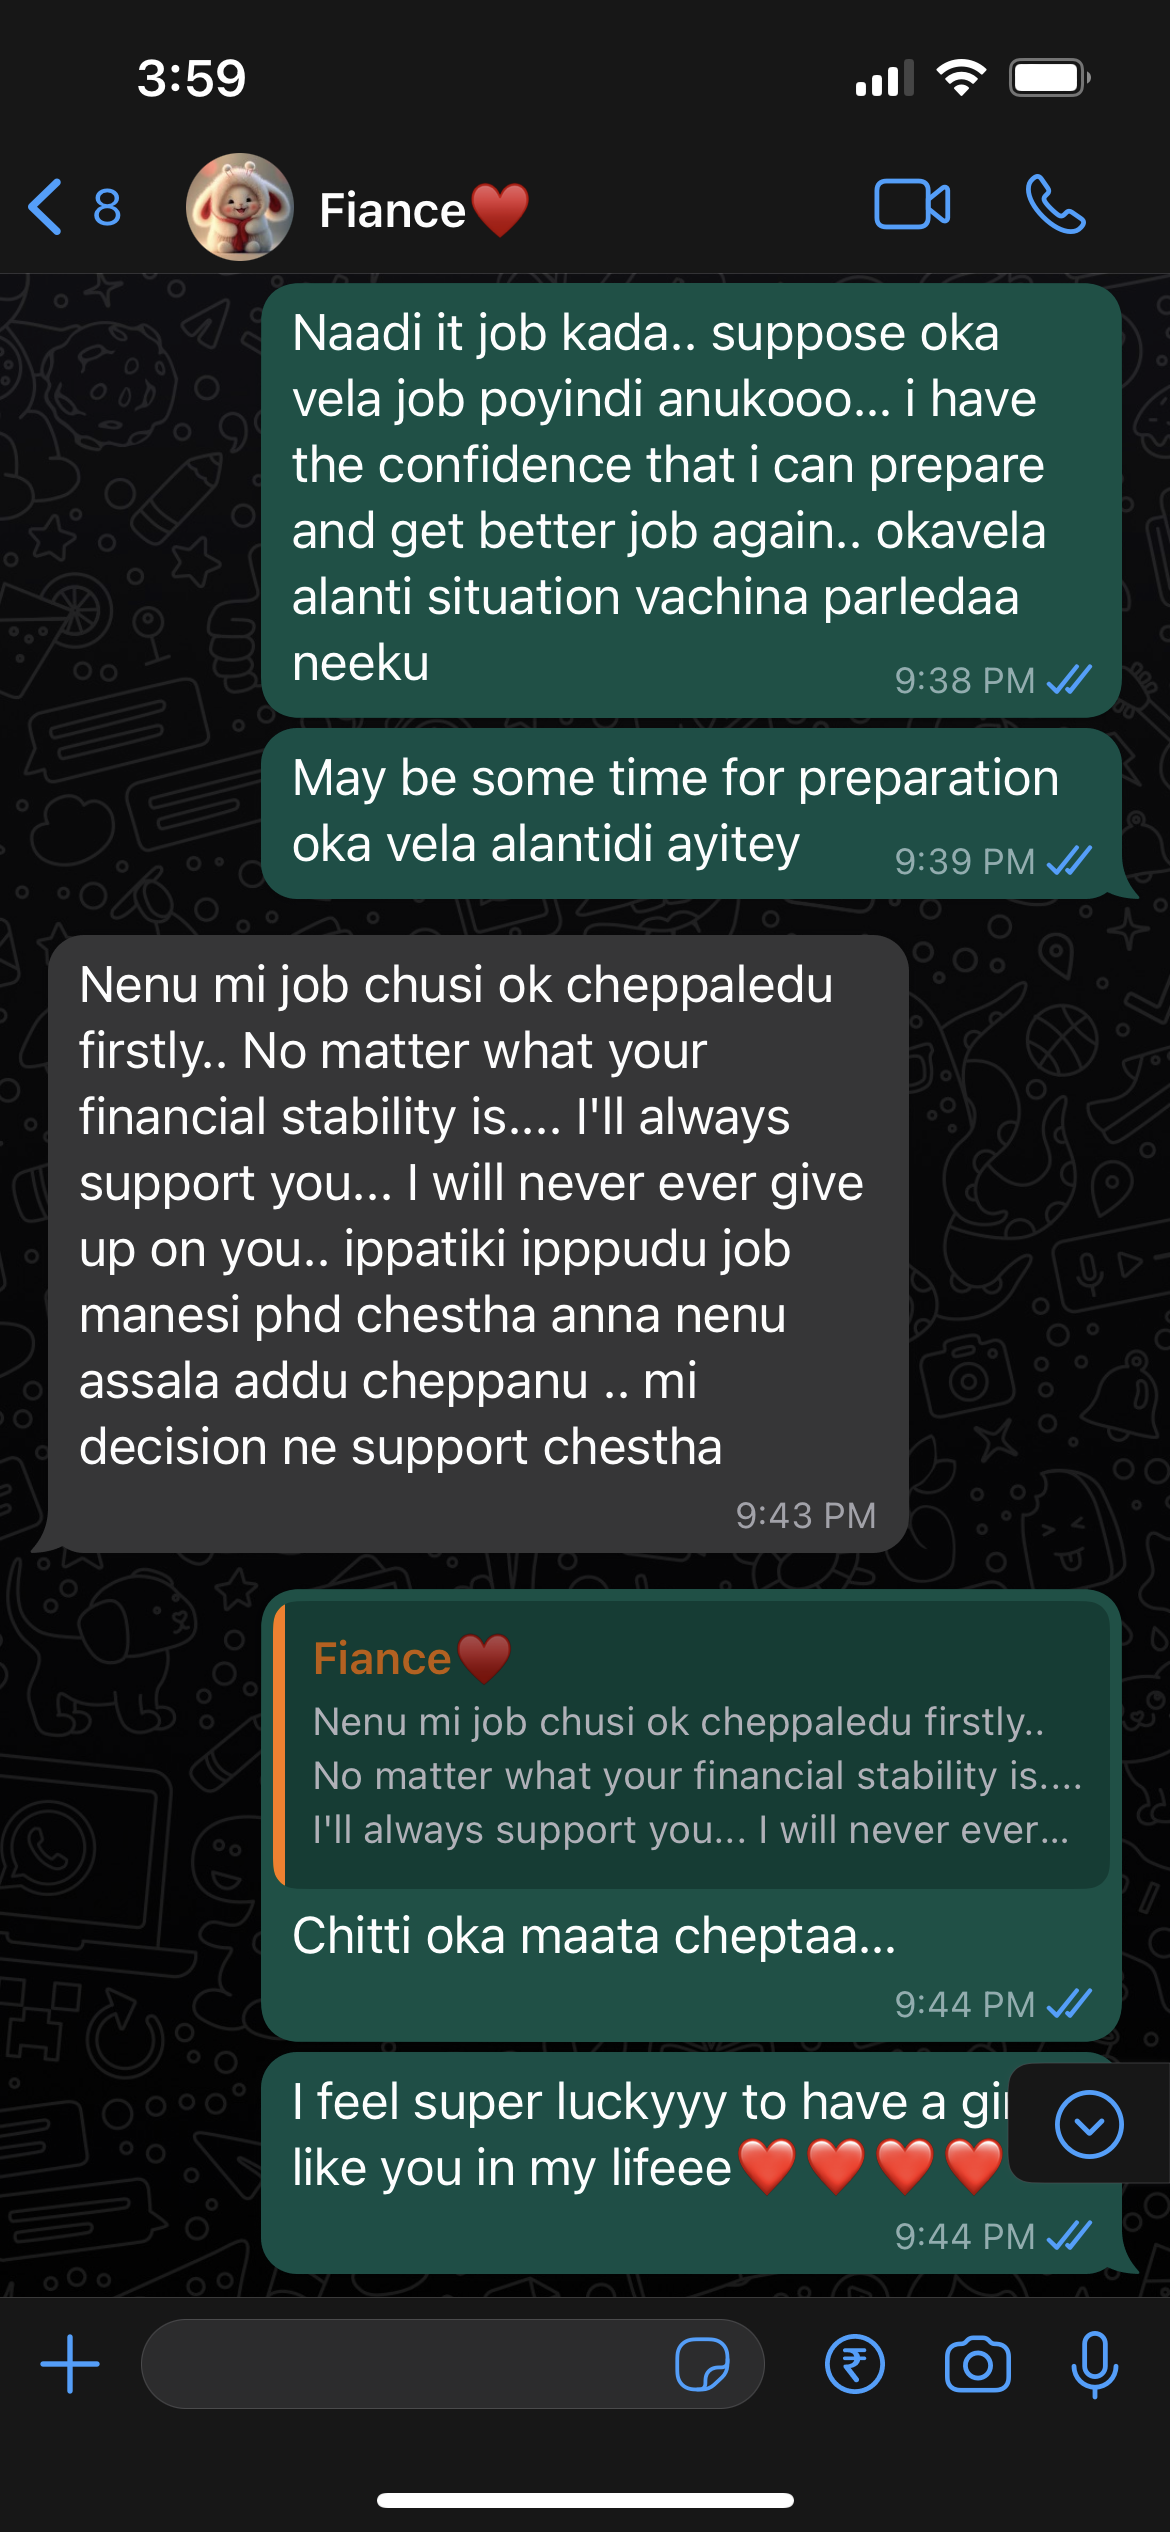 3:59
8
Fiance❤️
Naadi it job kada.. suppose oka
vela job poyindi anukooo... i have
the confidence that i can prepare
and get better job again.. okavela
alanti situation vachina parledaa
neeku
9:38 PM
May be some time for preparation
oka vela alantidi ayitey
9:39 PM
Nenu mi job chusi ok cheppaledu
firstly.. No matter what your
financial stability is.... I'll always
support you... I will never ever give
up on you.. ippatiki ipppudu job
manesi phd chestha anna nenu
assala addu cheppanu .. mi
decision ne support chestha
9:43 PM
Fiance❤️
Nenu mi job chusi ok cheppaledu firstly..
No matter what your financial stability is....
I'll always support you... I will never ever...
Chitti oka maata cheptaa...
9:44 PM
I feel super luckyyy to have a
like you in my lifeee❤️❤️❤️❤️
9:44 PM